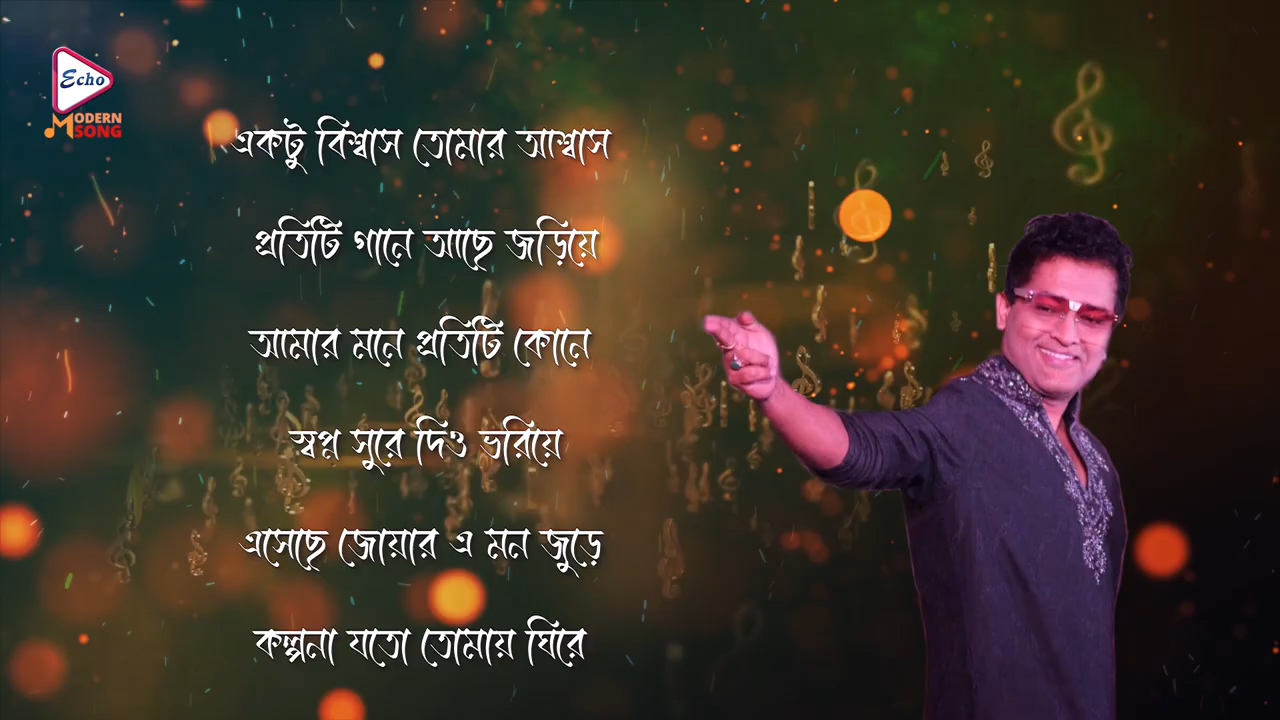 Echo
MODERN
SONG
একটু বিশ্বাস তোমার আশ্বাস
প্রতিটি গানে আছে জড়িয়ে
আমার মনে প্রতিটি কোনে
স্বপ্ন সুরে দিও ভরিয়ে
এসেছে জোয়ার এ মন জুড়ে
কল্পনা যতো তোমায় ঘিরে